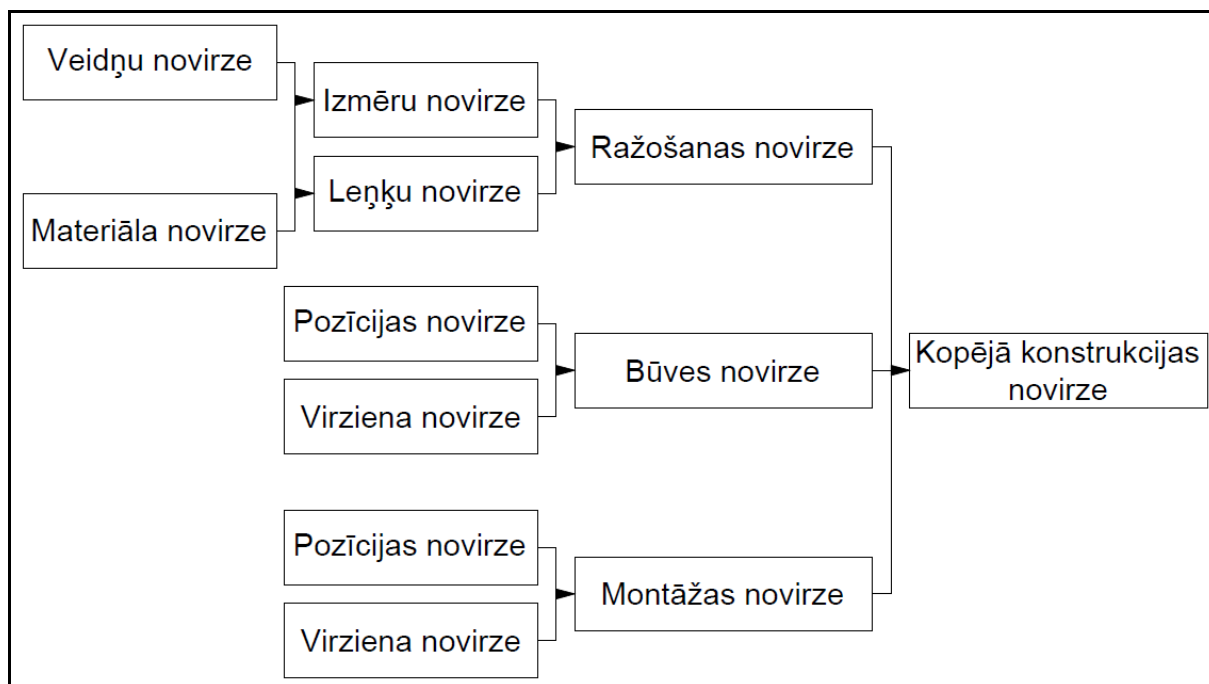 Veidņu novirze
Materiāla novirze
Izmēru novirze
Leņķu novirze
Ražošanas novirze
Pozīcijas novirze
Virziena novirze
Būves novirze
Pozīcijas novirze
Virziena novirze
Montāžas novirze
Kopējā konstrukcijas
novirze